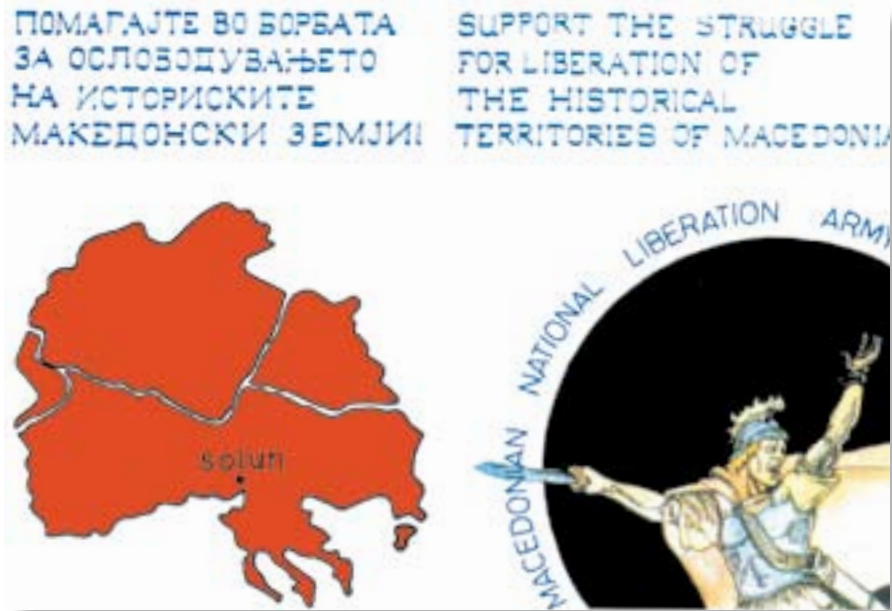 ПОМАГАЈТЕ ВО БОРБАТА
ЗА ОСЛОБОДУВАЊЕТО
НА ИСТОРИСКИТЕ
МАКЕДОНСКИ ЗЕМЈИ!
SUPPORT THE STRUGGLE
FOR LIBERATION OF
THE HISTORICAL
TERRITORIES OF MACEDONIA
MACEDONIAN NATIONAL LIBERATION ARMY
solun